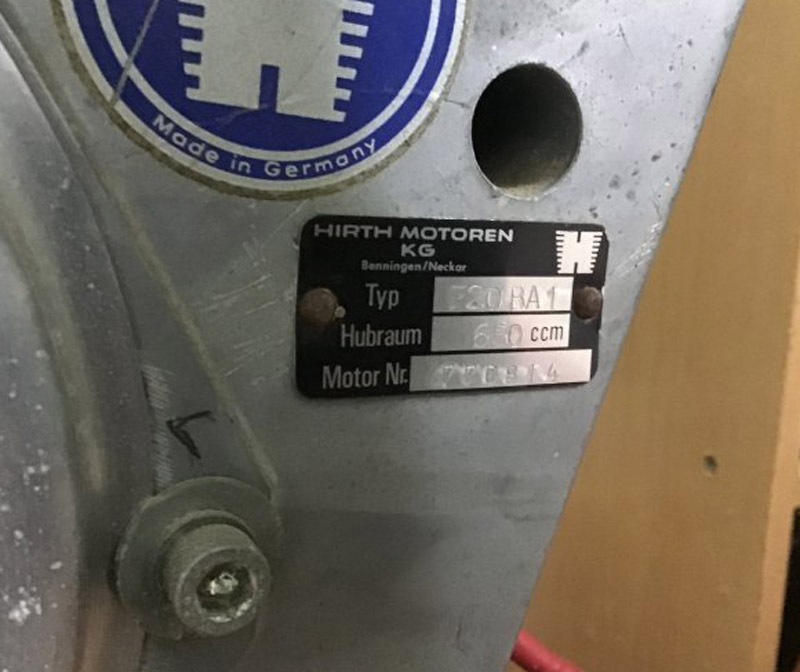 Made in Germany
HIRTH MOTOREN
KG
Benningen/Neckar
Typ
Hubraum ccm
Motor Nr.